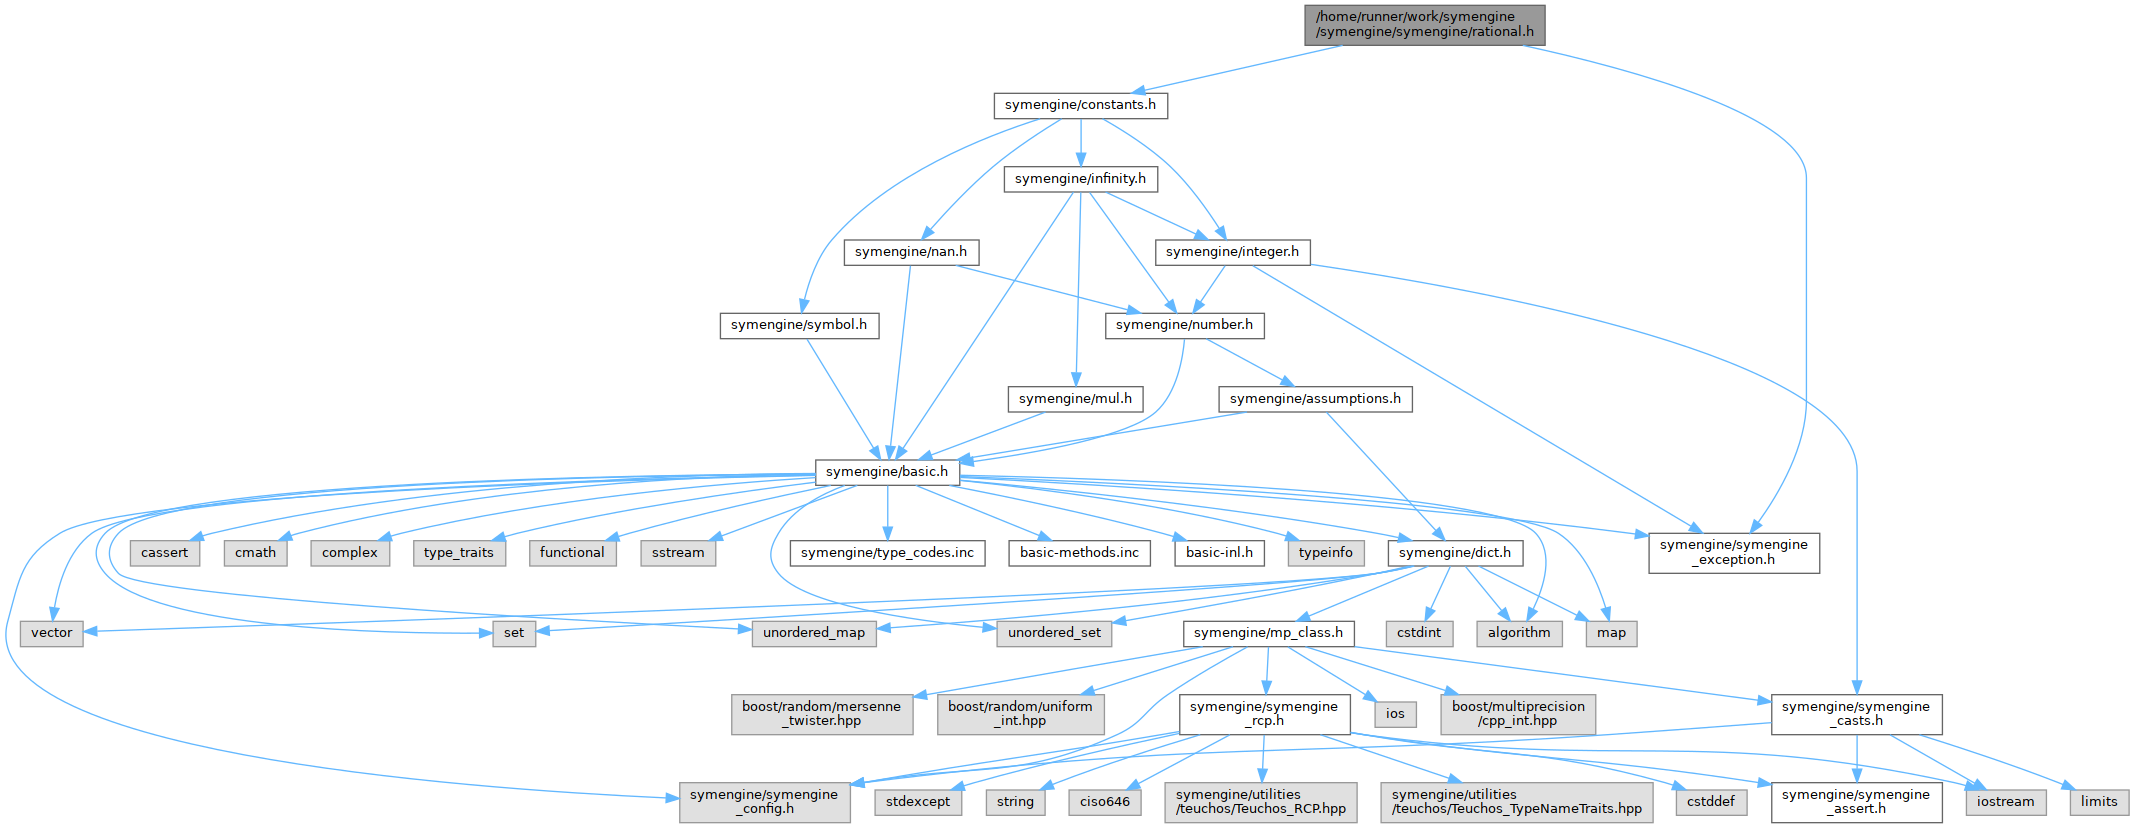 /home/runner/work/symengine
/symengine/symengine/rational.h
symengine/constants.h
symengine/infinity.h
symengine/nan.h
symengine/integer.h
symengine/symbol.h
symengine/number.h
symengine/mul.h
symengine/assumptions.h
symengine/basic.h
cassert
cmath
complex
type_traits
functional
sstream
symengine/type_codes.inc
basic-methods.inc
basic-inl.h
typeinfo
symengine/dict.h
symengine/symengine
_exception.h
vector
set
unordered_map
unordered_set
symengine/mp_class.h
cstdint
algorithm
map
boost/random/mersenne
_twister.hpp
boost/random/uniform
_int.hpp
symengine/symengine
_rcp.h
ios
boost/multiprecision
/cpp_int.hpp
symengine/symengine
_casts.h
symengine/symengine
_config.h
stdexcept
string
ciso646
symengine/utilities
/teuchos/Teuchos_RCP.hpp
symengine/utilities
/teuchos/Teuchos_TypeNameTraits.hpp
cstddef
symengine/symengine
_assert.h
iostream
limits